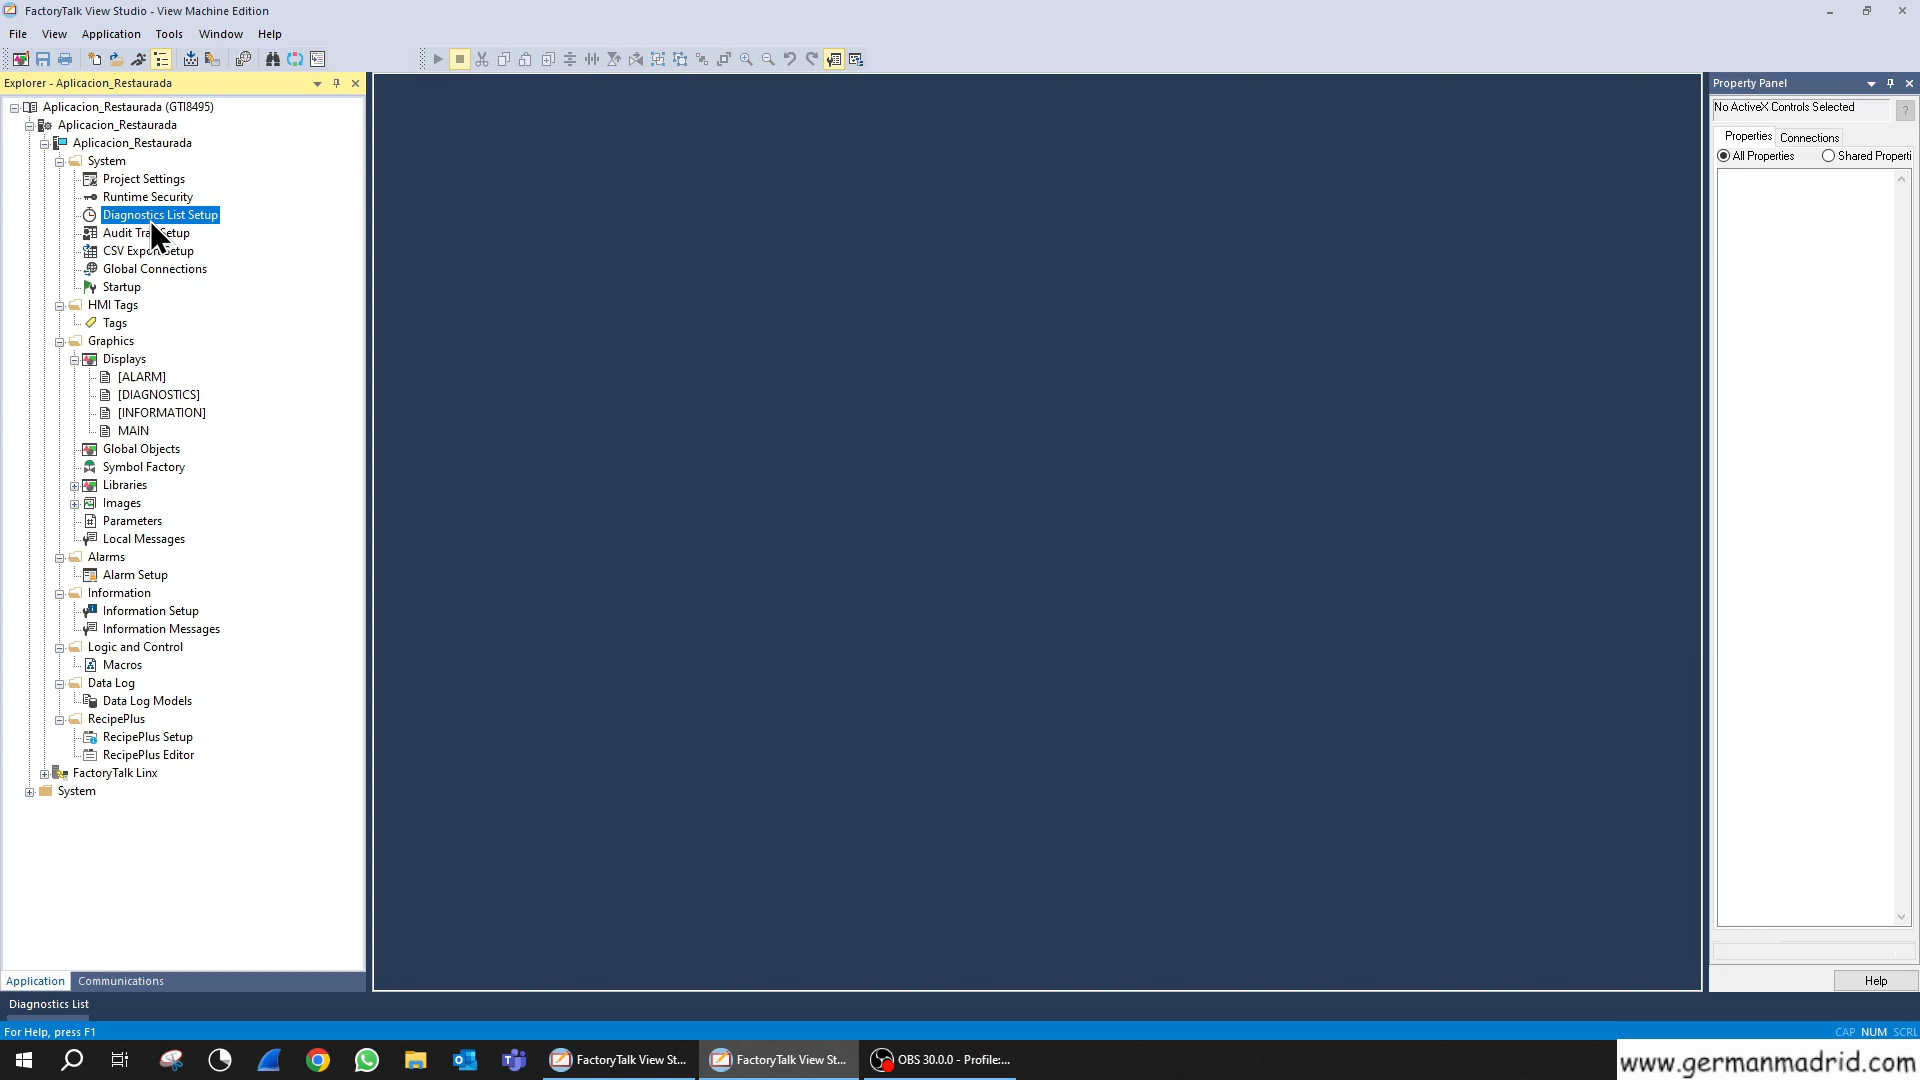 FactoryTalk View Studio - View Machine Edition
File View Application Tools Window Help
Explorer - Aplicacion_Restaurada
Aplicacion_Restaurada (GTI8495)
Aplicacion_Restaurada
Aplicacion_Restaurada
System
Project Settings
Runtime Security
Diagnostics List Setup
Audit Setup
CSV Setup
Global Connections
Startup
HMI Tags
Tags
Graphics
Displays
[ALARM]
[DIAGNOSTICS]
[INFORMATION]
MAIN
Global Objects
Symbol Factory
Libraries
Images
Parameters
Local Messages
Alarms
Alarm Setup
Information
Information Setup
Information Messages
Logic and Control
Macros
Data Log
Data Log Models
RecipePlus
RecipePlus Setup
RecipePlus Editor
FactoryTalk Linx
System
Application Communications
Diagnostics List
For Help, press F1
Property Panel
No ActiveX Controls Selected
?
Properties Connections
All Properties Shared Properti
Help
CAP NUM SCRL
FactoryTalk View St... FactoryTalk View St... OBS 30.0.0 - Profile:...
www.germanmadrid.com